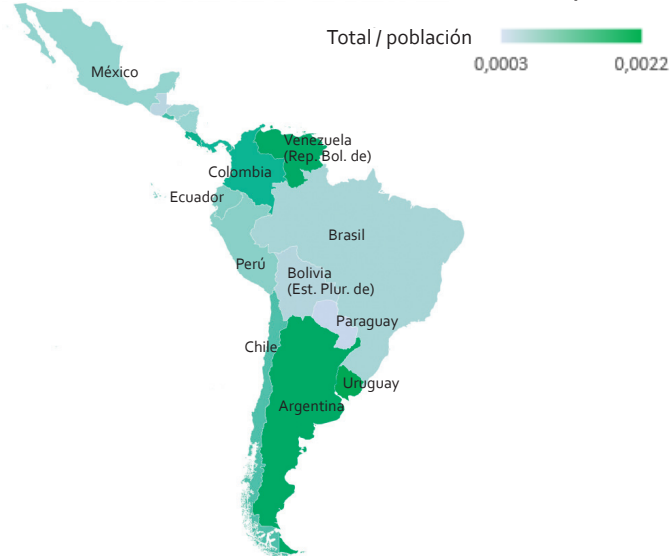 Total / población
0,0003
0,0022
México
Venezuela
(Rep. Bol. de)
Colombia
Ecuador
Brasil
Perú
Bolivia
(Est. Plur. de)
Paraguay
Chile
Uruguay
Argentina